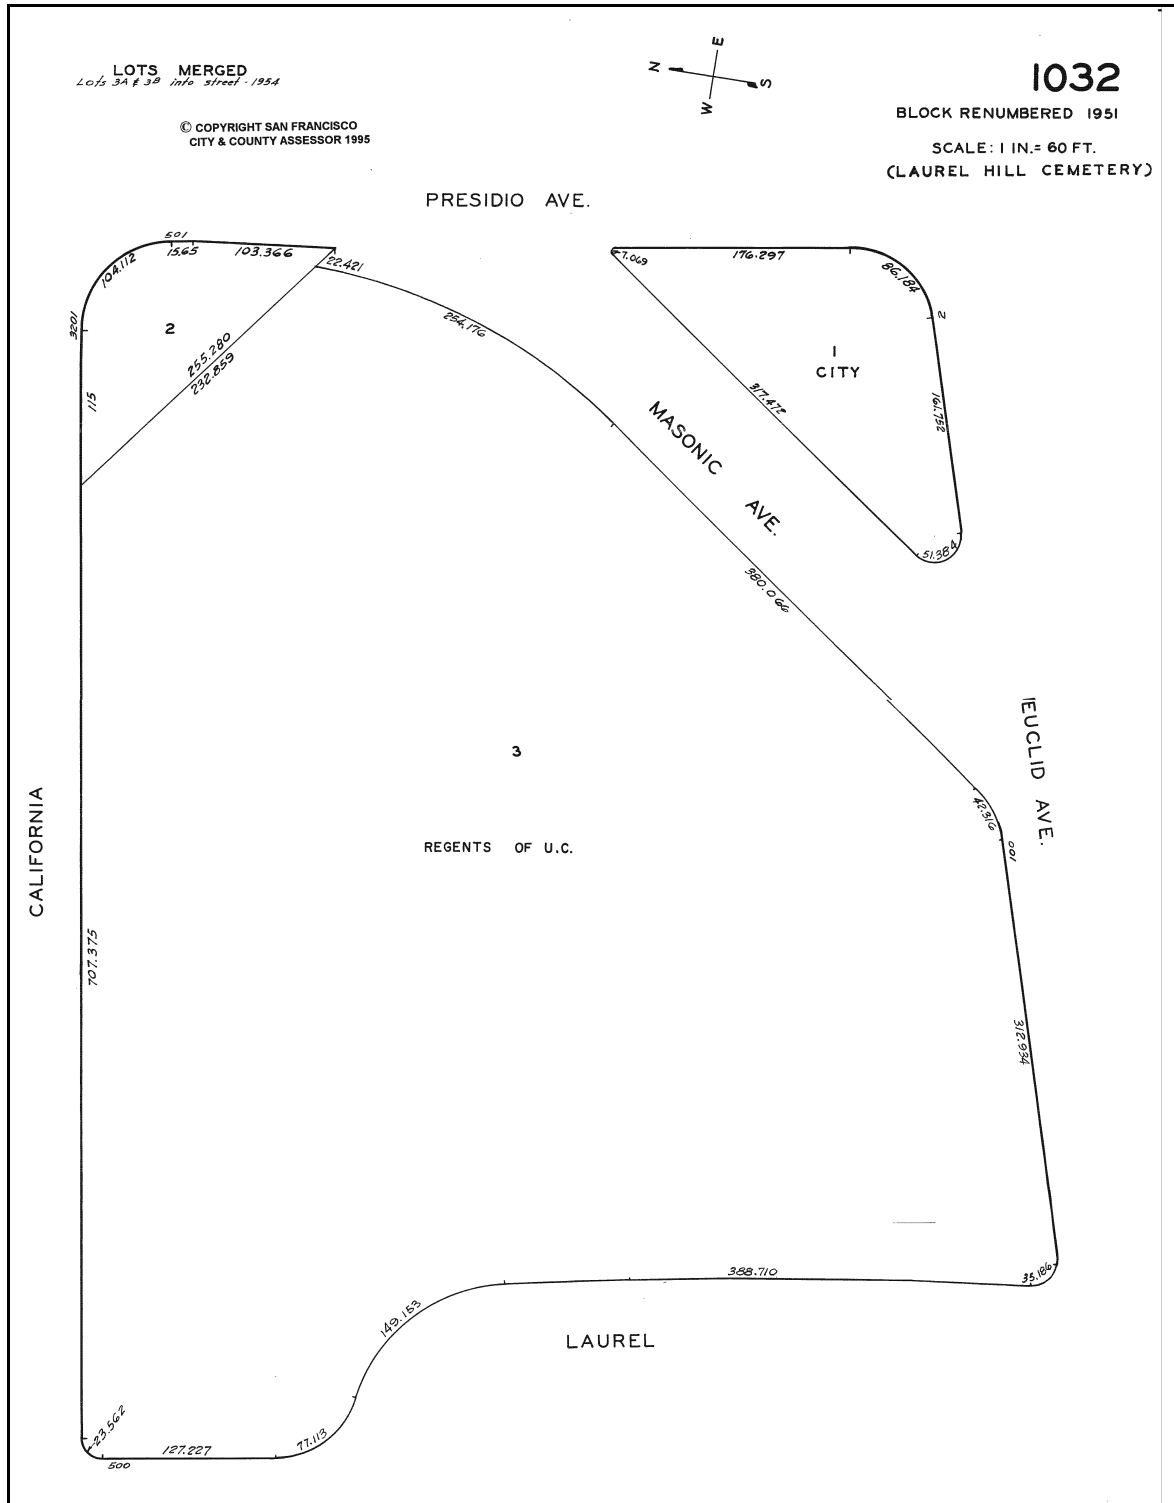 LOTS MERGED
Lots 3A & 3B into street - 1954
© COPYRIGHT SAN FRANCISCO
CITY & COUNTY ASSESSOR 1995
N
E
S
W
1032
BLOCK RENUMBERED 1951
SCALE: 1 IN.= 60 FT.
(LAUREL HILL CEMETERY)
PRESIDIO AVE.
501
104.112
15.65
103.366
22.421
254.176
3201
2
255.280
232.859
115
7.069
176.297
86.184
2
1
CITY
317.472
161.752
51.384
MASONIC AVE.
380.066
3
REGENTS OF U.C.
EUCLID AVE.
42.316
100
312.934
CALIFORNIA
707.375
388.710
35.186
149.153
LAUREL
23.562
127.227
77.113
500